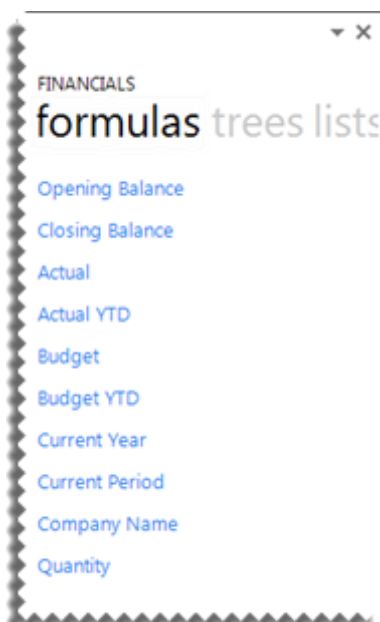 FINANCIALS
formulas trees lists
Opening Balance
Closing Balance
Actual
Actual YTD
Budget
Budget YTD
Current Year
Current Period
Company Name
Quantity